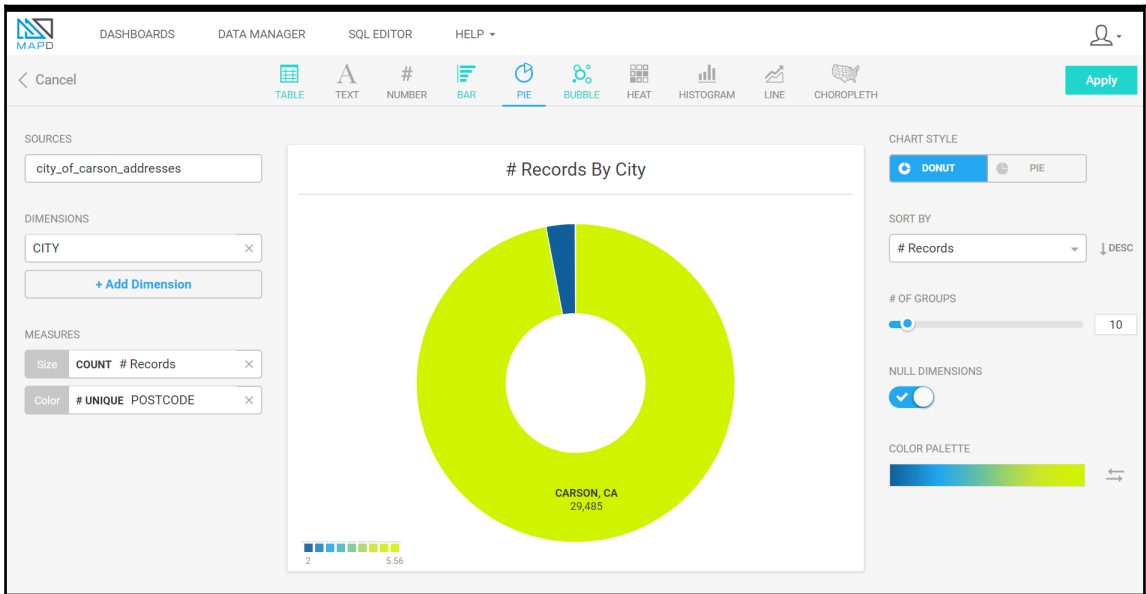 MAPD
DASHBOARDS DATA MANAGER SQL EDITOR HELP
Cancel
TABLE TEXT NUMBER BAR PIE BUBBLE HEAT HISTOGRAM LINE CHOROPLETH
Apply
SOURCES
city_of_carson_addresses
DIMENSIONS
CITY
+ Add Dimension
MEASURES
Size COUNT # Records
Color # UNIQUE POSTCODE
# Records By City
CARSON, CA
29,485
2 5.56
CHART STYLE
DONUT PIE
SORT BY
# Records DESC
# OF GROUPS
10
NULL DIMENSIONS
COLOR PALETTE